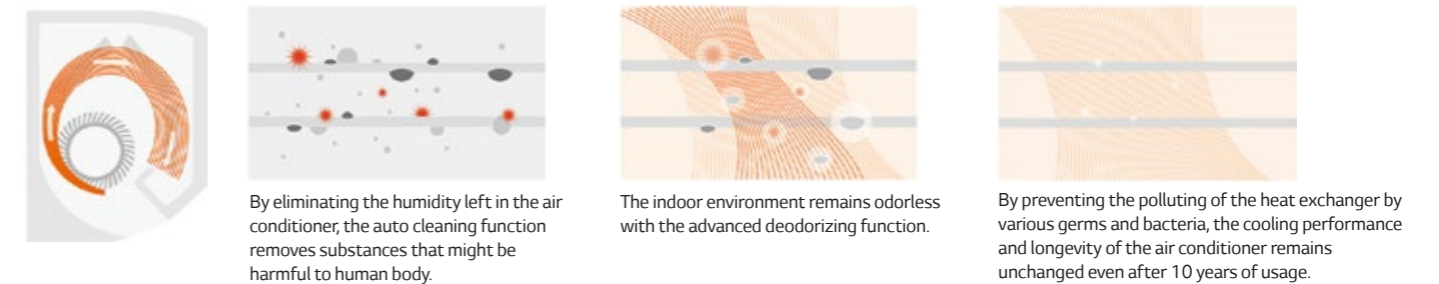 By eliminating the humidity left in the air
conditioner, the auto cleaning function
removes substances that might be
harmful to human body.
The indoor environment remains odorless
with the advanced deodorizing function.
By preventing the polluting of the heat exchanger by
various germs and bacteria, the cooling performance
and longevity of the air conditioner remains
unchanged even after 10 years of usage.